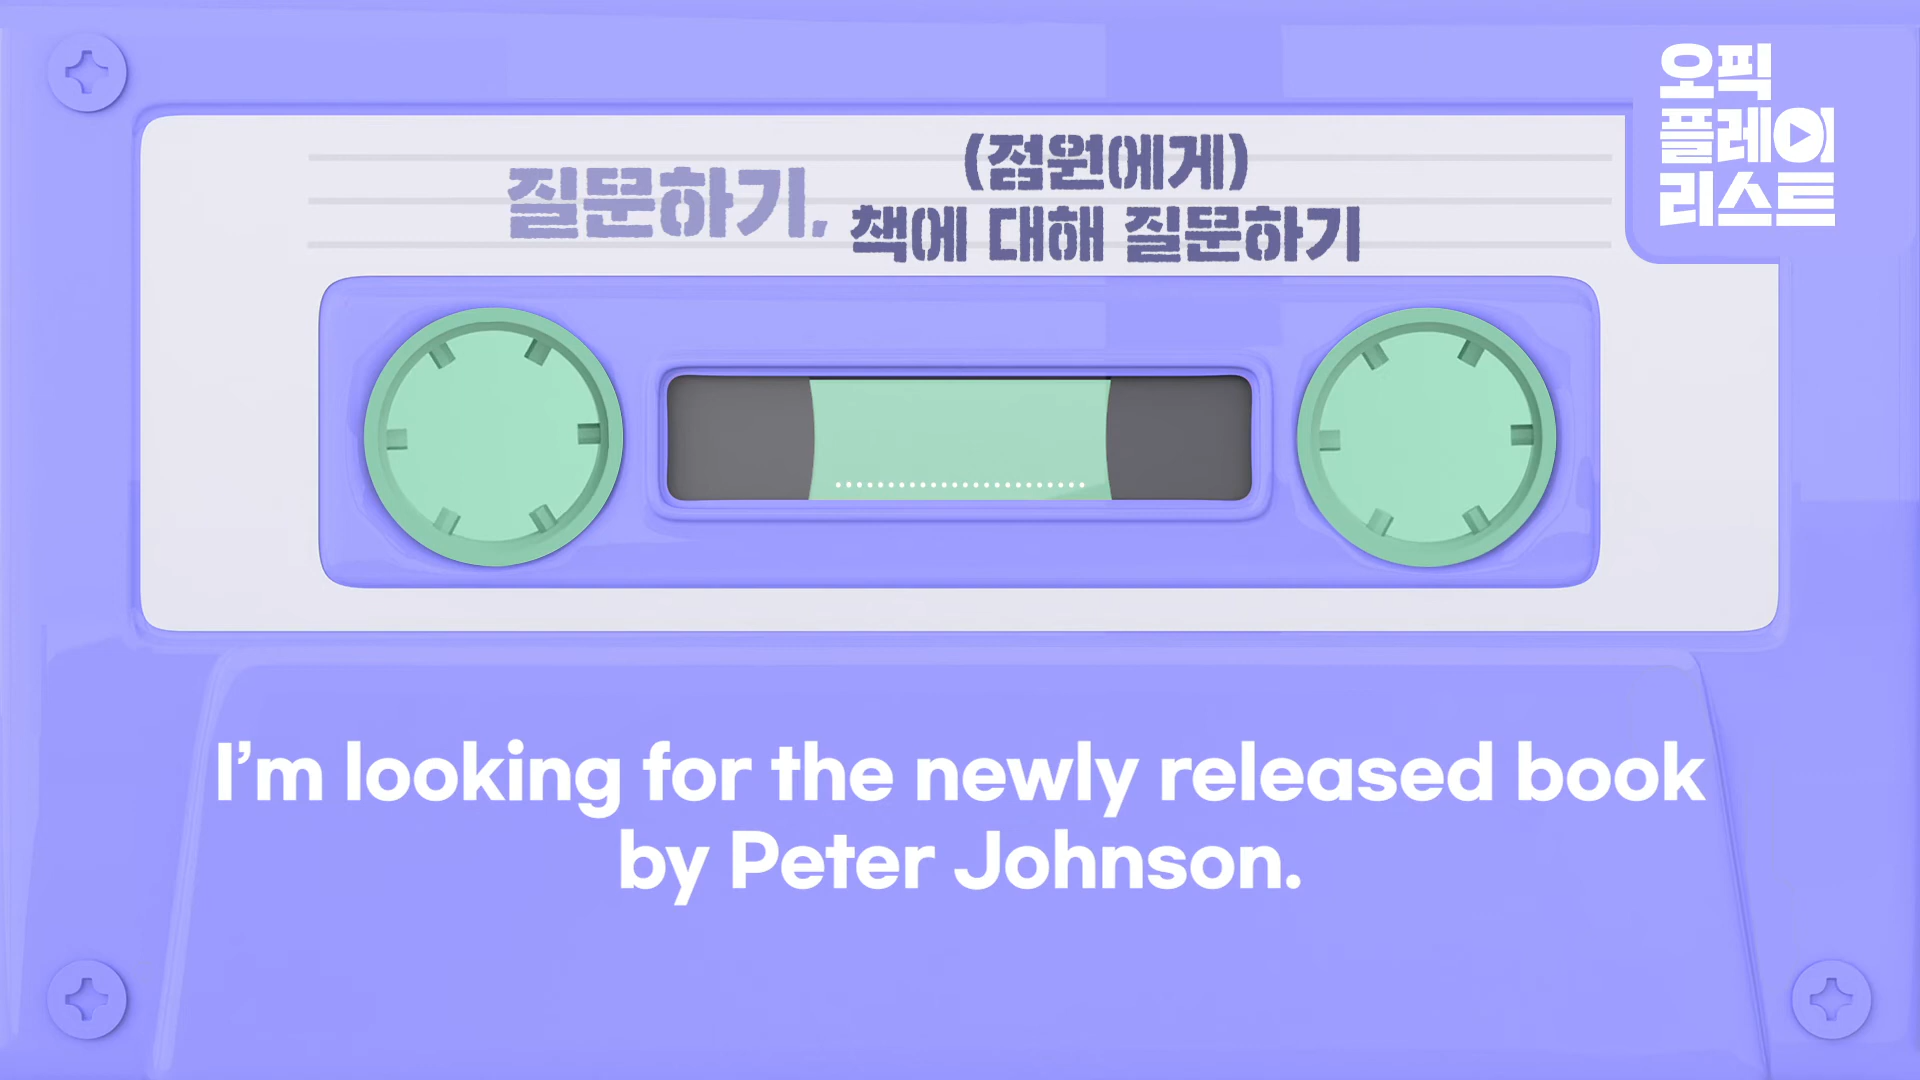 오픽
플레이
리스트
질문하기,
(점원에게)
책에 대해 질문하기
I'm looking for the newly released book
by Peter Johnson.